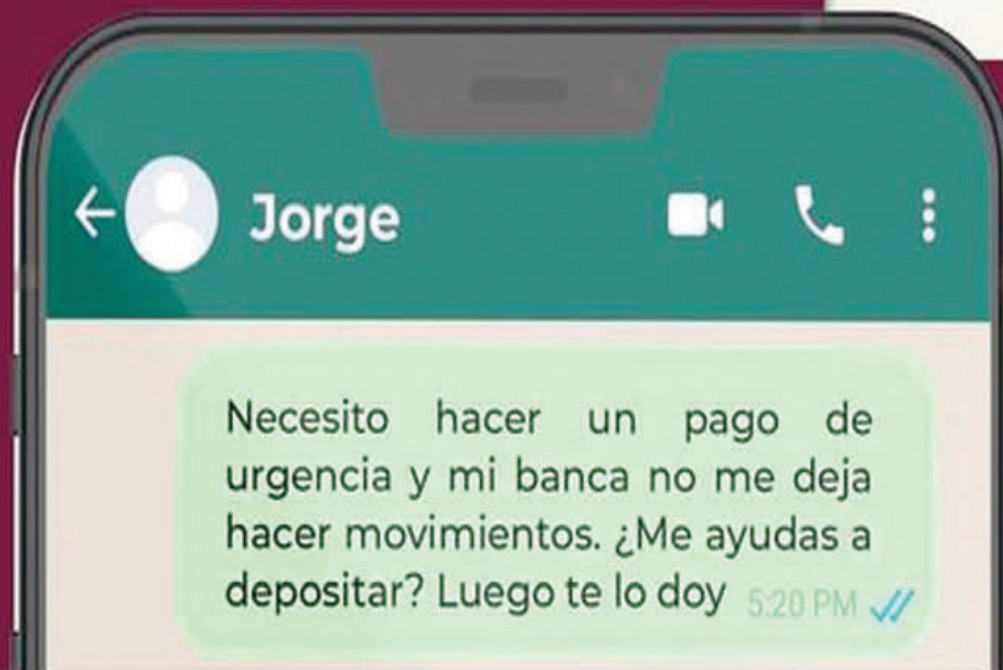 Jorge
Necesito hacer un pago de
urgencia y mi banca no me deja
hacer movimientos. ¿Me ayudas a
depositar? Luego te lo doy 5:20 PM